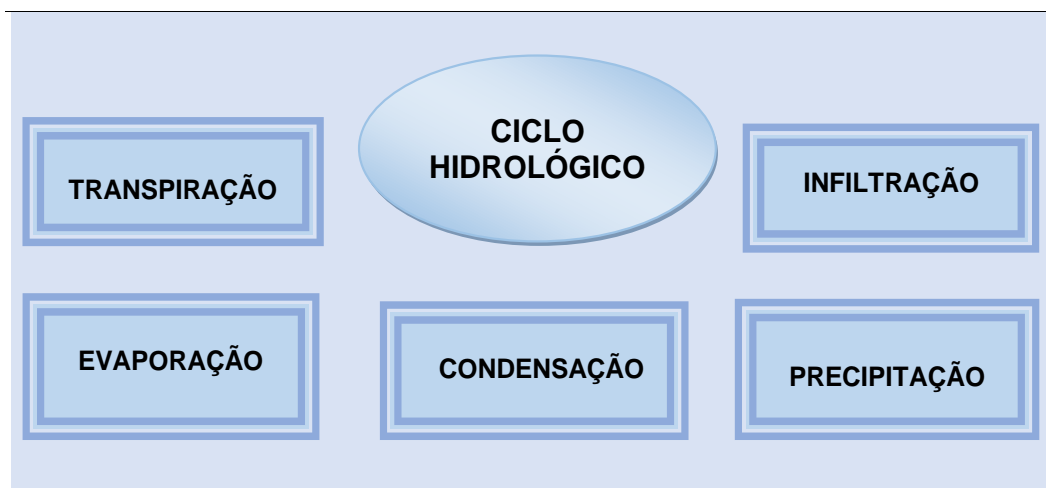 CICLO
HIDROLÓGICO
TRANSPIRAÇÃO
INFILTRAÇÃO
EVAPORAÇÃO
CONDENSAÇÃO
PRECIPITAÇÃO